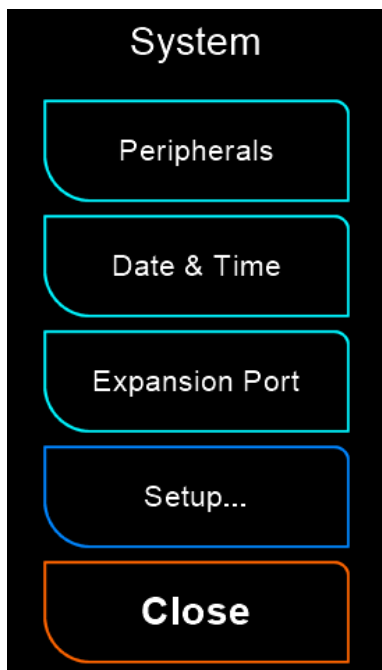 System
Peripherals
Date & Time
Expansion Port
Setup...
Close